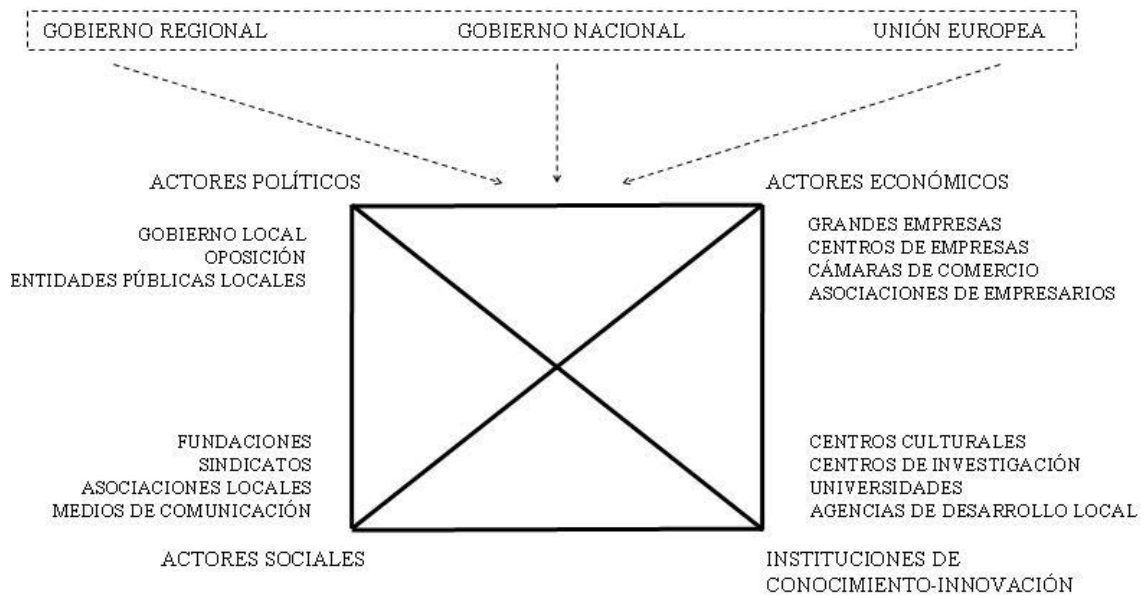 GOBIERNO REGIONAL GOBIERNO NACIONAL UNIÓN EUROPEA
ACTORES POLÍTICOS
GOBIERNO LOCAL
OPOSICIÓN
ENTIDADES PÚBLICAS LOCALES
ACTORES ECONÓMICOS
GRANDES EMPRESAS
CENTROS DE EMPRESAS
CÁMARAS DE COMERCIO
ASOCIACIONES DE EMPRESARIOS
FUNDACIONES
SINDICATOS
ASOCIACIONES LOCALES
MEDIOS DE COMUNICACIÓN
ACTORES SOCIALES
CENTROS CULTURALES
CENTROS DE INVESTIGACIÓN
UNIVERSIDADES
AGENCIAS DE DESARROLLO LOCAL
INSTITUCIONES DE
CONOCIMIENTO-INNOVACIÓN